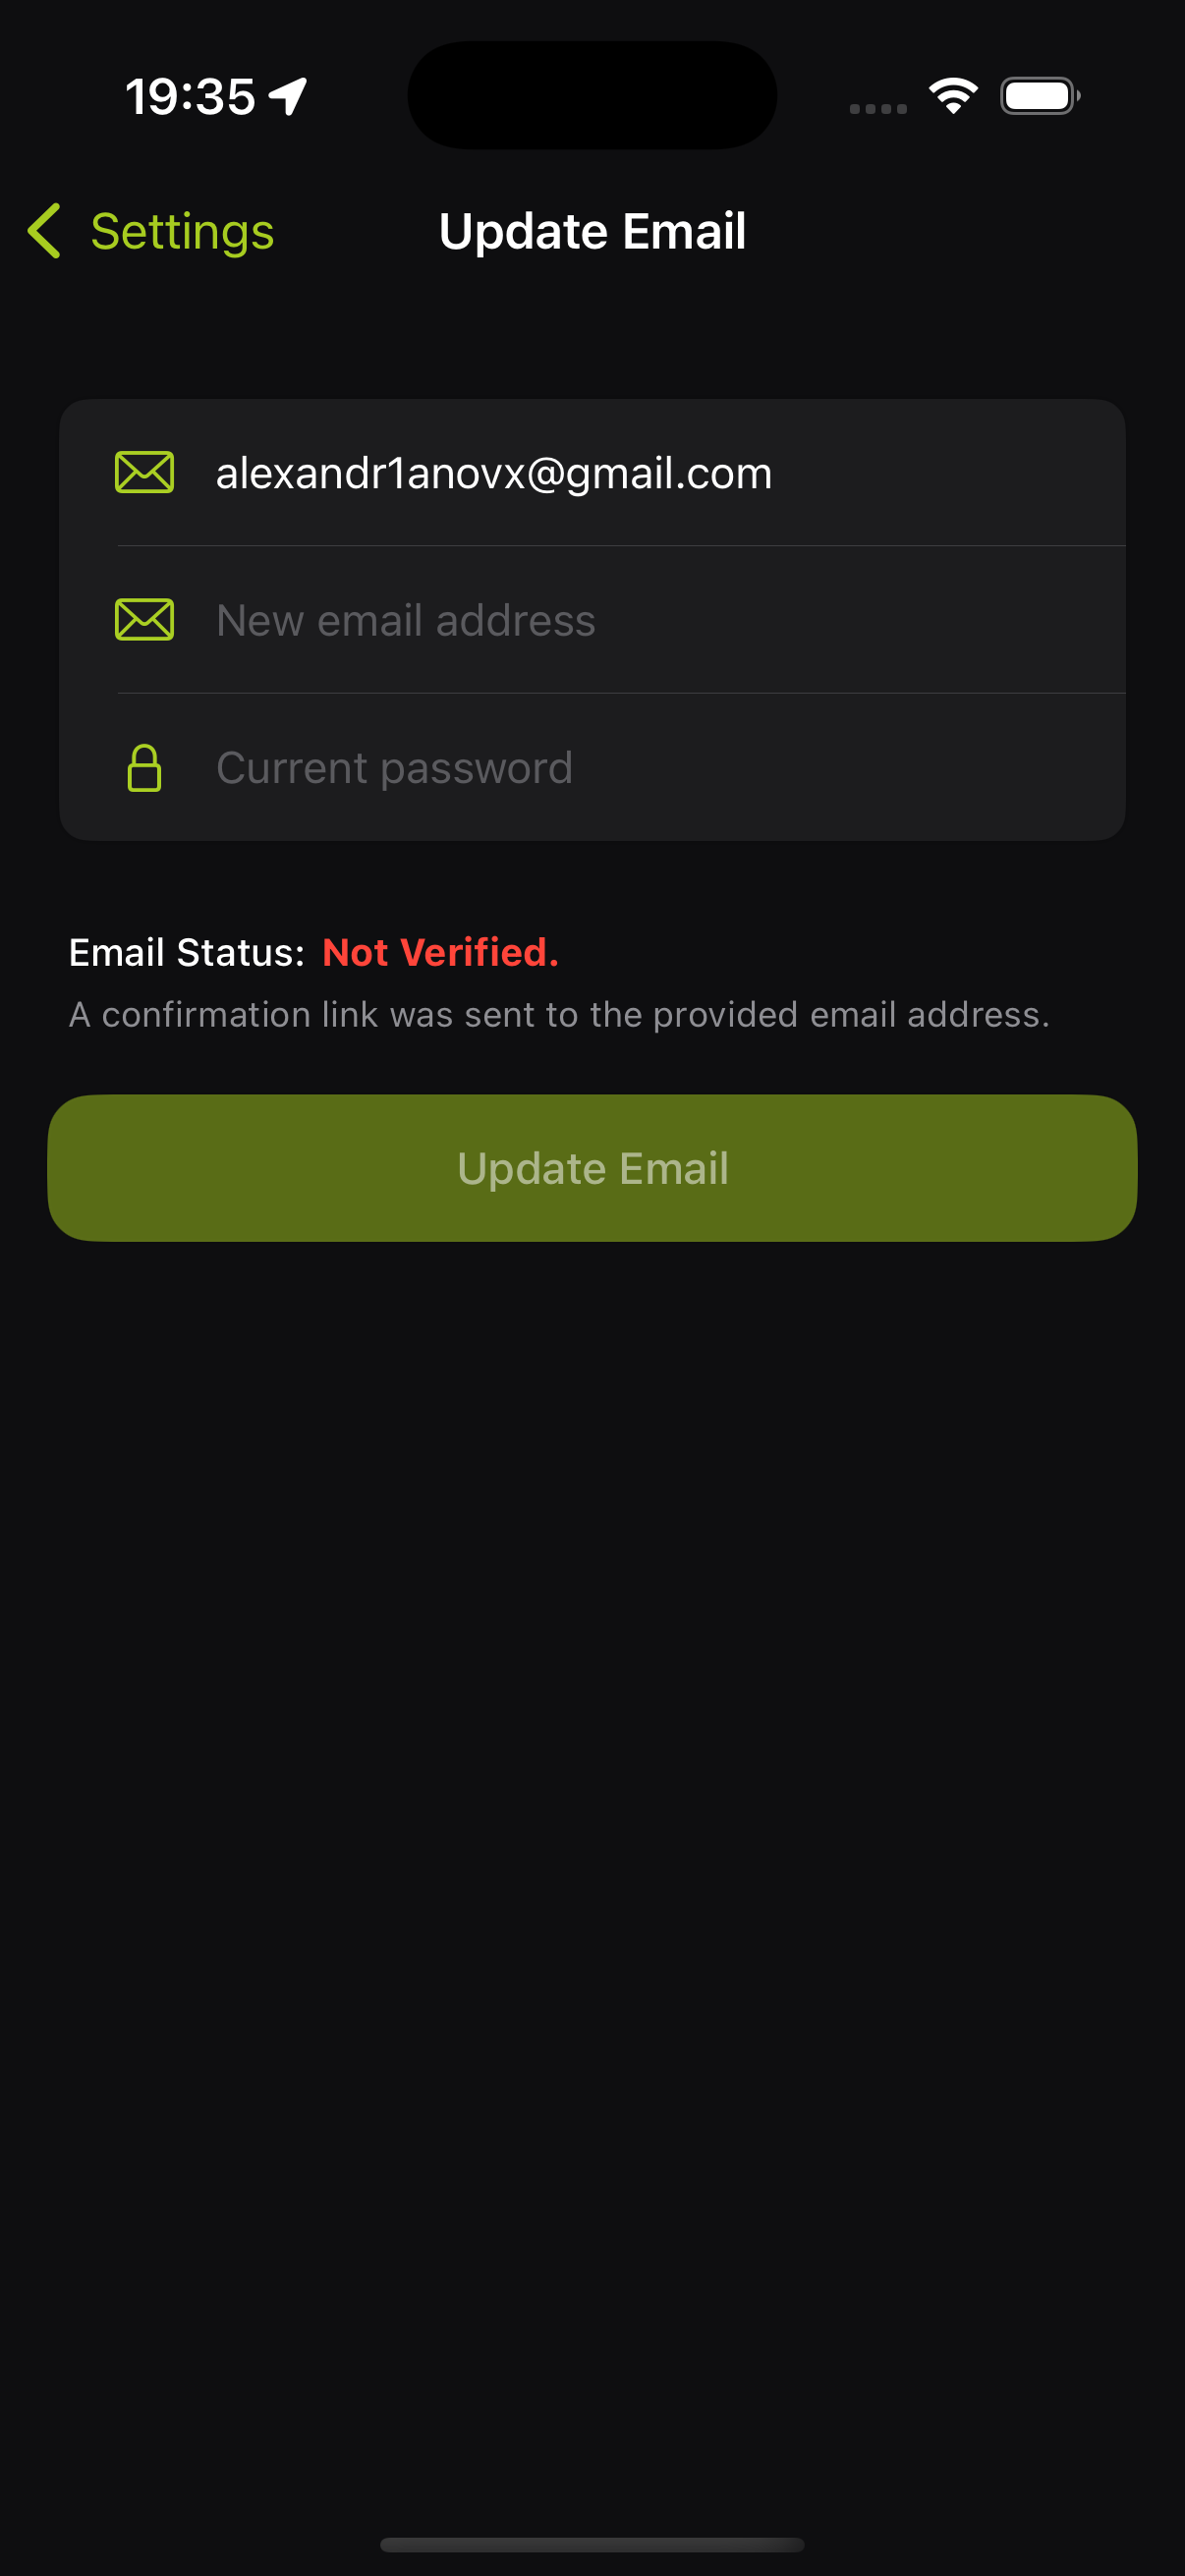 19:35
Settings
Update Email
alexandr1anovx@gmail.com
New email address
Current password
Email Status: Not Verified.
A confirmation link was sent to the provided email address.
Update Email